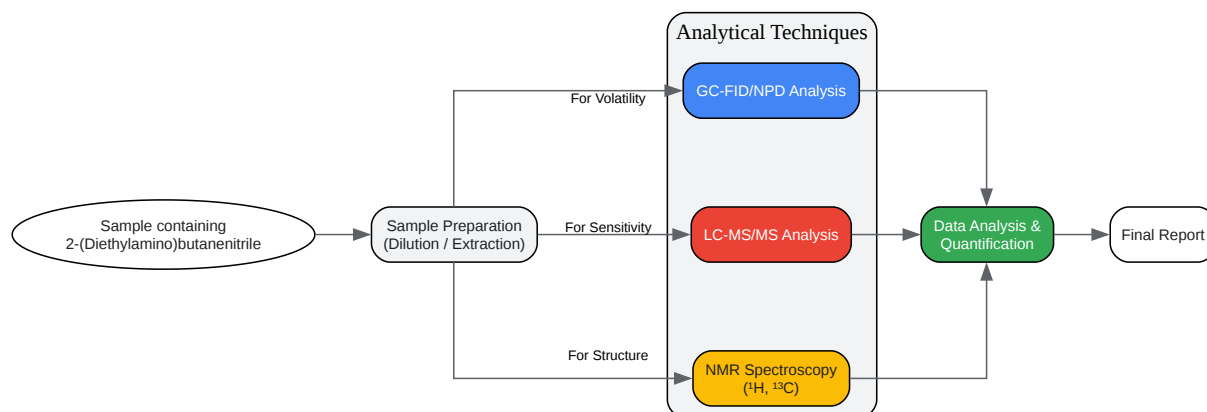 Analytical Techniques
GC-FID/NPD Analysis
For Volatility
Sample containing
2-(Diethylamino)butanenitrile
Sample Preparation
(Dilution / Extraction)
For Sensitivity
LC-MS/MS Analysis
Data Analysis &
Quantification
Final Report
For Structure
NMR Spectroscopy
(¹H, ¹³C)